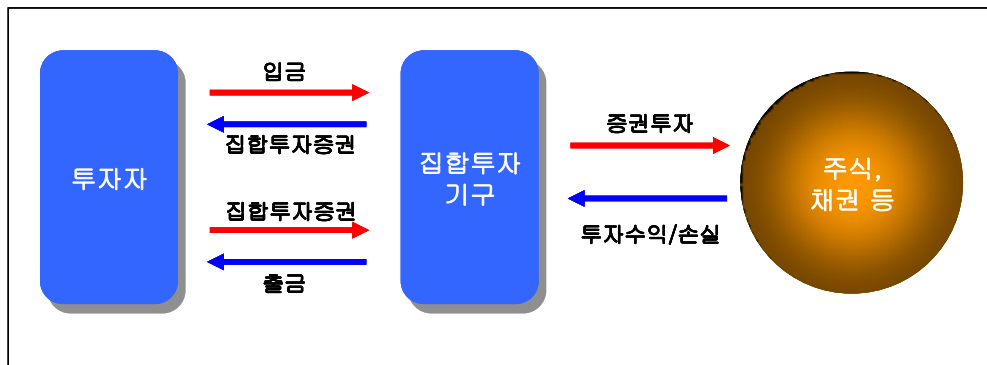 투자자
입금
집합투자증권
집합투자증권
출금
집합투자
기구
증권투자
투자수익/손실
주식,
채권 등